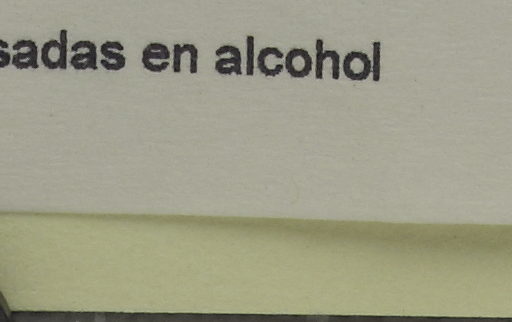 sadas en alcohol